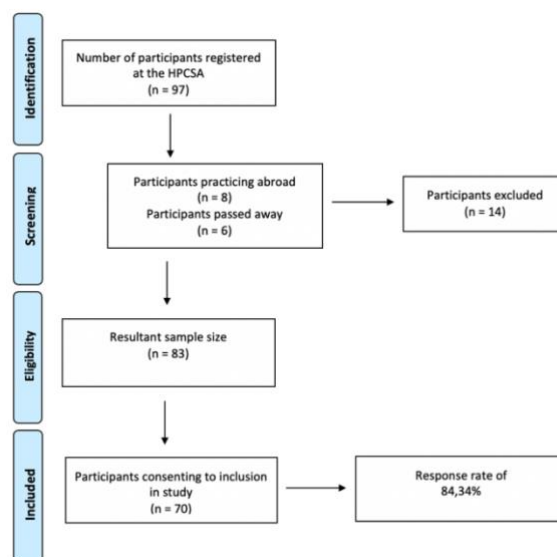 Identification
Number of participants registered
at the HPCSA
(n = 97)
Screening
Participants practicing abroad
(n = 8)
Participants passed away
(n = 6)
Participants excluded
(n = 14)
Eligibility
Resultant sample size
(n = 83)
Included
Participants consenting to inclusion
in study
(n = 70)
Response rate of
84,34%